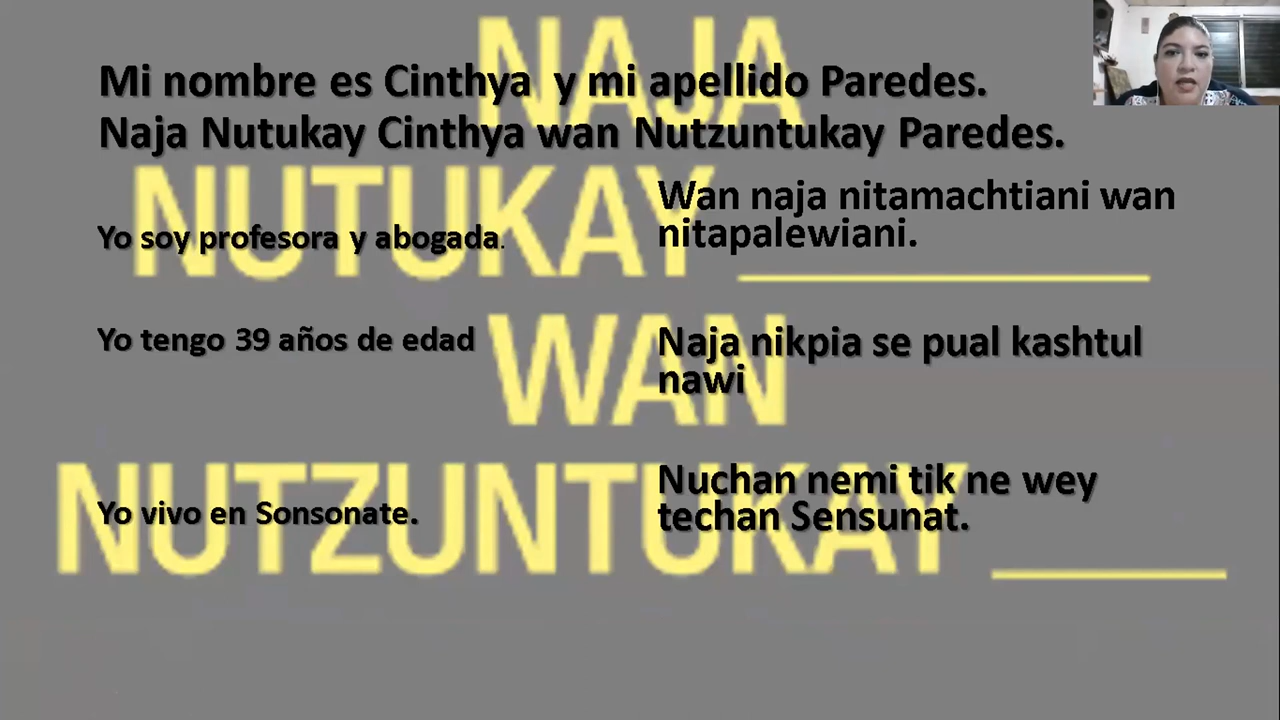 NAJA
NUTUKAY
WAN
NUTZUNTUKAY
Mi nombre es Cinthya y mi apellido Paredes.
Naja Nutukay Cinthya wan Nutzuntukay Paredes.
Yo soy profesora y abogada.
Wan naja nitamachtiani wan
nitapalewiani.
Yo tengo 39 años de edad
Naja nikpia se pual kashtul
nawi
Yo vivo en Sonsonate.
Nuchan nemi tik ne wey
techan Sensunat.